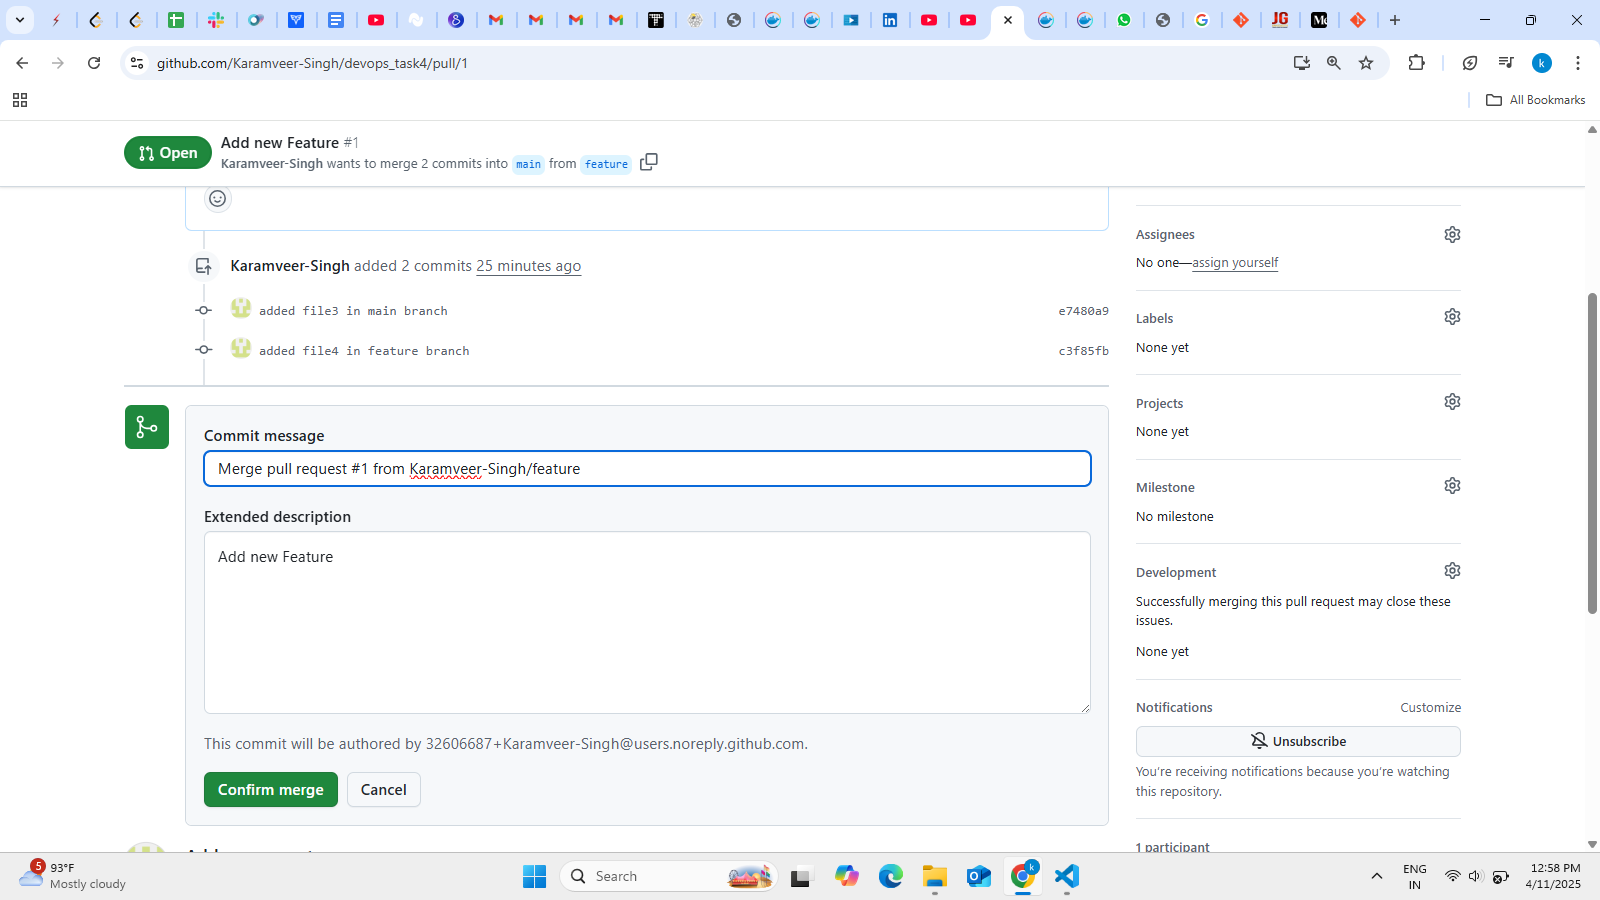 github.com/Karamveer-Singh/devops_task4/pull/1
k
All Bookmarks
Open
Add new Feature #1
Karamveer-Singh wants to merge 2 commits into main from feature
Karamveer-Singh added 2 commits 25 minutes ago
added file3 in main branch e7480a9
added file4 in feature branch c3f85fb
Commit message
Merge pull request #1 from Karamveer-Singh/feature
Extended description
Add new Feature
This commit will be authored by 32606687+Karamveer-Singh@users.noreply.github.com.
Confirm merge
Cancel
Assignees
No one—assign yourself
Labels
None yet
Projects
None yet
Milestone
No milestone
Development
Successfully merging this pull request may close these
issues.
None yet
Notifications Customize
Unsubscribe
You're receiving notifications because you're watching
this repository.
1 participant
5
93°F
Mostly cloudy
Search
k
ENG
IN
12:58 PM
4/11/2025